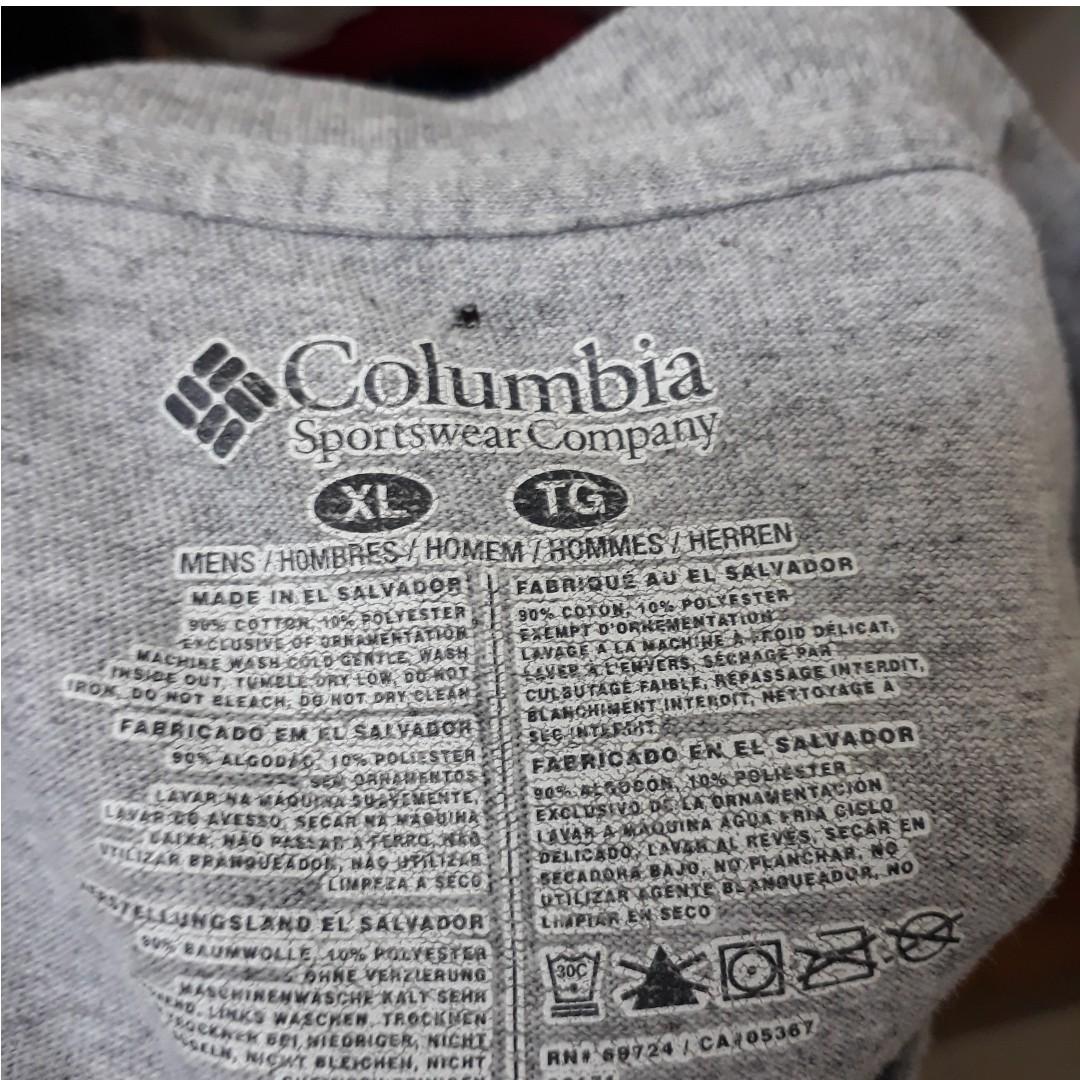 Columbia
Sportswear Company
XL TG
MENS / HOMBRES / HOMEM / HOMMES / HERREN
MADE IN EL SALVADOR
90% COTTON, 10% POLYESTER
EXCLUSIVE OF ORNAMENTATION
MACHINE WASH COLD GENTLE, WASH
INSIDE OUT, TUMBLE DRY LOW, DO NOT
IRON, DO NOT BLEACH, DO NOT DRY CLEAN
FABRICADO EM EL SALVADOR
90% ALGODÃO, 10% POLIESTER
SEM ORNAMENTOS
LAVAR NA MAQUINA SUAVEMENTE,
LAVAR DO AVESSO, SECAR NA MAQUINA
BAIXA, NÃO PASSAR A FERRO, NÃO
UTILIZAR BRANQUEADOR, NÃO UTILIZAR
LIMPEZA A SECO
EL SALVADOR
90% BAUMWOLLE, 10% POLYESTER
OHNE VERZIERUNG
MASCHINENWÄSCHE KALT SEHR
LINKS WASCHEN, TROCKNEN
BEI NIEDRIGER, NICHT
NICHT BLEICHEN, NICHT
FABRIQUÉ AU EL SALVADOR
90% COTON, 10% POLYESTER
EXEMPT D'ORNEMENTATION
LAVAGE A LA MACHINE A FROID DÉLICAT,
LAVER A L'ENVERS, SÉCHAGE PAR
CULBUTAGE FAIBLE, REPASSAGE INTERDIT,
BLANCHIMENT INTERDIT, NETTOYAGE A
SEC INTERDIT
FABRICADO EN EL SALVADOR
90% ALGODÓN, 10% POLIESTER
EXCLUSIVO DE LA ORNAMENTACIÓN
LAVAR A MAQUINA AGUA FRIA CICLO
DELICADO, LAVAR AL REVÉS, SECAR EN
SECADORA BAJO, NO PLANCHAR, NO
UTILIZAR AGENTE BLANQUEADOR, NO
LIMPIAR EN SECO
30C
RN# 69724 / CA#05367